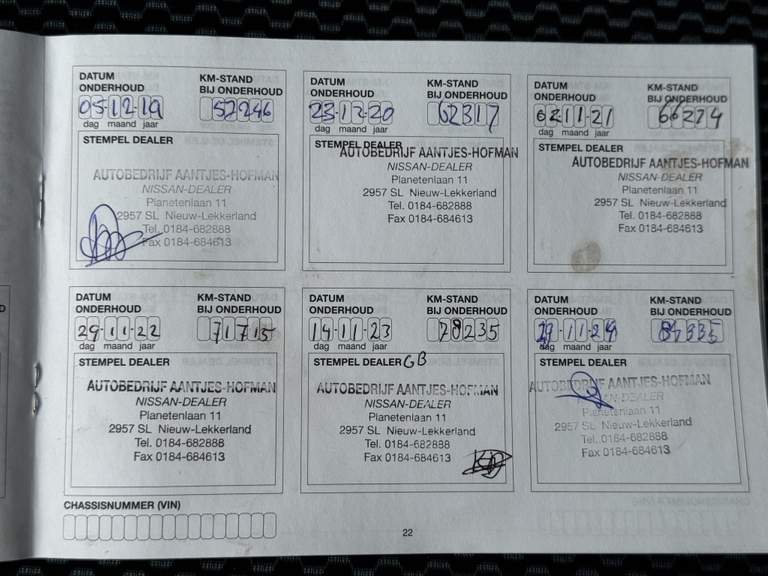 DATUM ONDERHOUD KM-STAND BIJ ONDERHOUD
05-12-19 57246
dag maand jaar
STEMPEL DEALER
AUTOBEDRIJF AANTJES-HOFMAN
NISSAN-DEALER
Planetenlaan 11
2957 SL Nieuw-Lekkerland
Tel. 0184-682888
Fax 0184-684613
DATUM ONDERHOUD KM-STAND BIJ ONDERHOUD
23-12-20 62317
dag maand jaar
STEMPEL DEALER
AUTOBEDRIJF AANTJES-HOFMAN
NISSAN-DEALER
Planetenlaan 11
2957 SL Nieuw-Lekkerland
Tel. 0184-682888
Fax 0184-684613
DATUM ONDERHOUD KM-STAND BIJ ONDERHOUD
02 11-21 66274
dag maand jaar
STEMPEL DEALER
AUTOBEDRIJF AANTJES-HOFMAN
NISSAN-DEALER
Planetenlaan 11
2957 SL Nieuw-Lekkerland
Tel. 0184-682888
Fax 0184-684613
DATUM ONDERHOUD KM-STAND BIJ ONDERHOUD
29-11-22 71715
dag maand jaar
STEMPEL DEALER
AUTOBEDRIJF AANTJES-HOFMAN
NISSAN-DEALER
Planetenlaan 11
2957 SL Nieuw-Lekkerland
Tel. 0184-682888
Fax 0184-684613
DATUM ONDERHOUD KM-STAND BIJ ONDERHOUD
14-11-23 78235
dag maand jaar
STEMPEL DEALER GB
AUTOBEDRIJF AANTJES-HOFMAN
NISSAN-DEALER
Planetenlaan 11
2957 SL Nieuw-Lekkerland
Tel. 0184-682888
Fax 0184-684613
DATUM ONDERHOUD KM-STAND BIJ ONDERHOUD
dag maand jaar
STEMPEL DEALER
AUTOBEDRIJF AANTJES-HOFMAN
NISSAN-DEALER
Planetenlaan 11
2957 SL Nieuw-Lekkerland
Tel. 0184-682888
Fax 0184-684613
CHASSISNUMMER (VIN)
22